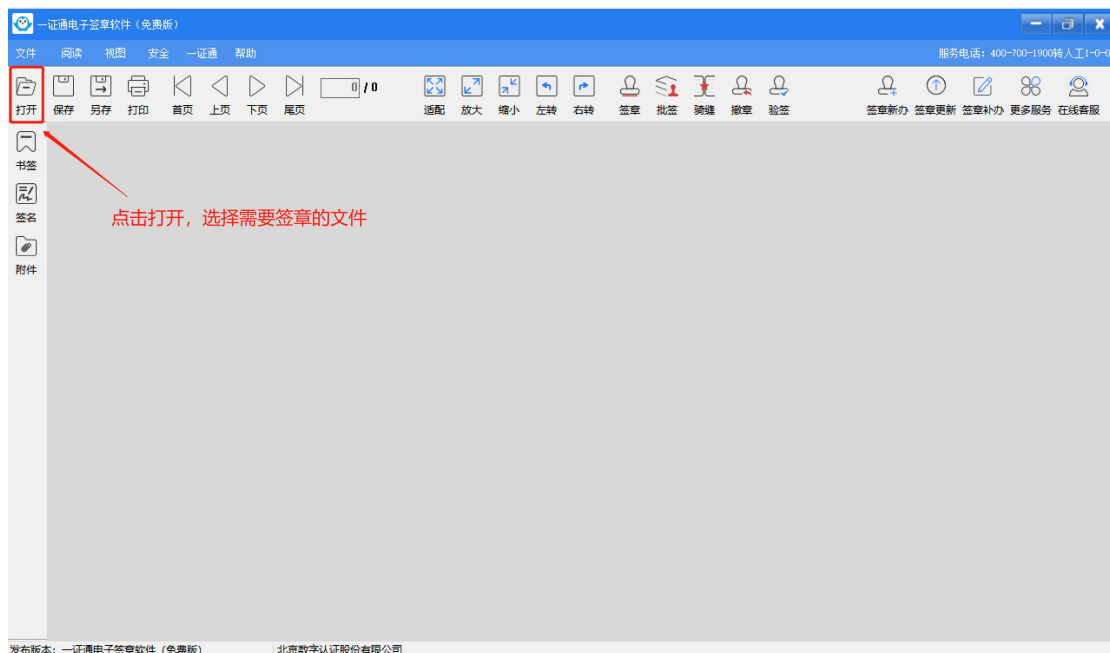 一证通电子签章软件（免费版）
文件 阅读 视图 安全 一证通 帮助 服务电话：400-700-1900转人工1-0-0
0 / 0
打开 保存 另存 打印 首页 上页 下页 尾页 适配 放大 缩小 左转 右转 签章 批签 骑缝 撤章 验签 签章新办 签章更新 签章补办 更多服务 在线客服
书签
签名
点击打开，选择需要签章的文件
附件
发布版本：一证通电子签章软件（免费版） 北京数字认证股份有限公司